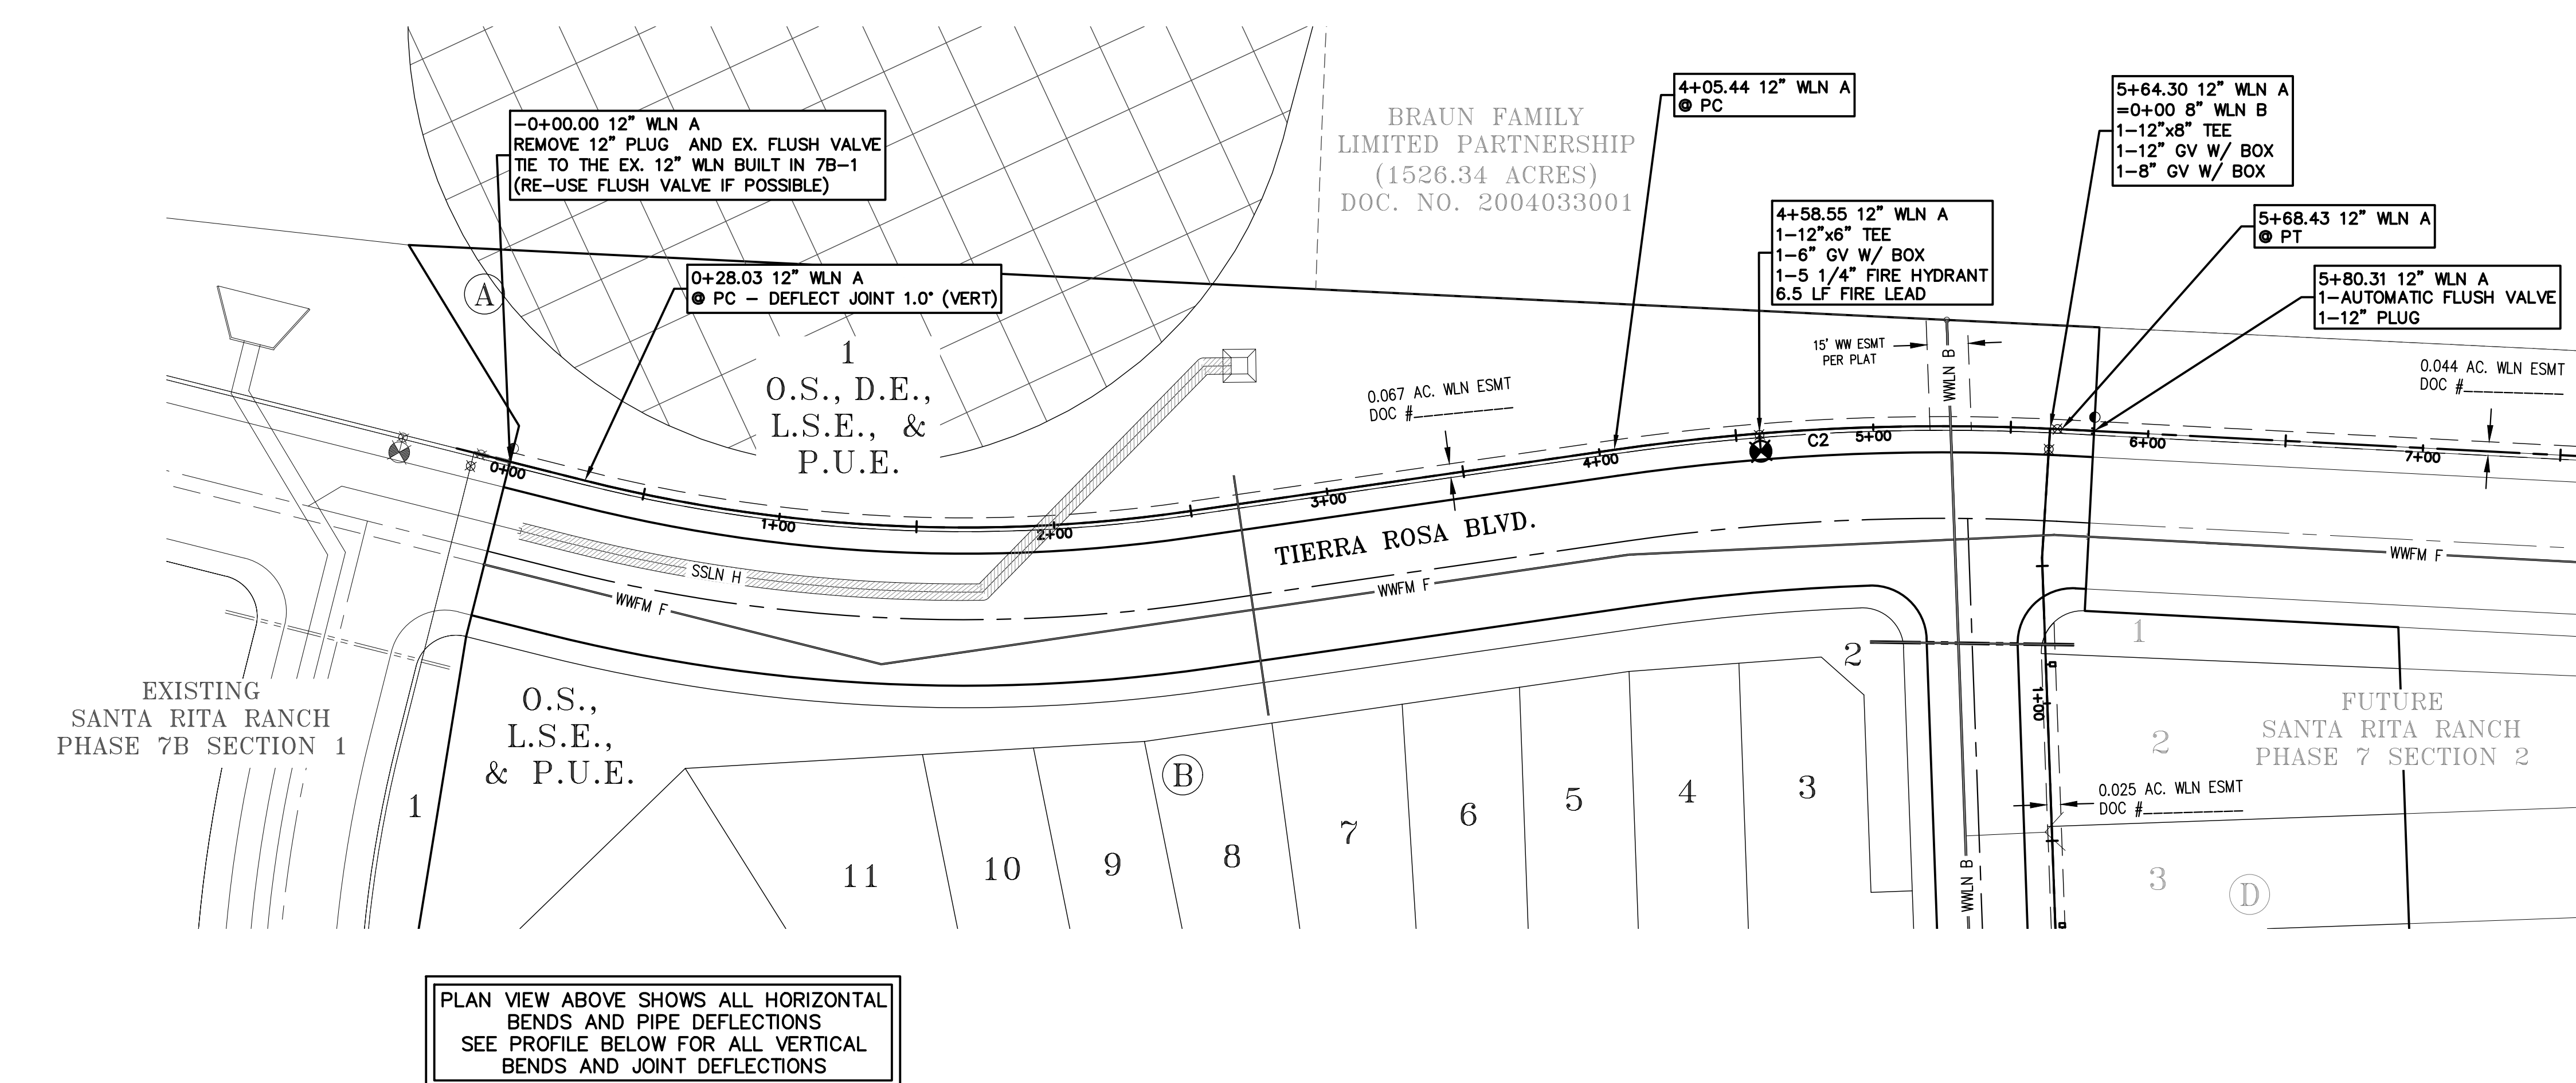 -0+00.00 12" WLN A
REMOVE 12" PLUG AND EX. FLUSH VALVE
TIE TO THE EX. 12" WLN BUILT IN 7B-1
(RE-USE FLUSH VALVE IF POSSIBLE)
0+28.03 12" WLN A
@ PC - DEFLECT JOINT 1.0° (VERT)
BRAUN FAMILY
LIMITED PARTNERSHIP
(1526.34 ACRES)
DOC. NO. 2004033001
4+05.44 12" WLN A
@ PC
4+58.55 12" WLN A
1-12"x6" TEE
1-6" GV W/ BOX
1-5 1/4" FIRE HYDRANT
6.5 LF FIRE LEAD
5+64.30 12" WLN A
=0+00 8" WLN B
1-12"x8" TEE
1-12" GV W/ BOX
1-8" GV W/ BOX
5+68.43 12" WLN A
@ PT
5+80.31 12" WLN A
1-AUTOMATIC FLUSH VALVE
1-12" PLUG
A
1
O.S., D.E.,
L.S.E., &
P.U.E.
15' WW ESMT
PER PLAT
WWLN B
0.067 AC. WLN ESMT
DOC #__________
0.044 AC. WLN ESMT
DOC #__________
0+00
1+00
2+00
3+00
4+00
C2
5+00
6+00
7+00
TIERRA ROSA BLVD.
SSLN H
WWFM F
WWFM F
WWFM F
EXISTING
SANTA RITA RANCH
PHASE 7B SECTION 1
1
O.S.,
L.S.E.,
& P.U.E.
11
10
9
B
8
7
6
5
4
3
2
WWLN B
1+00
1
2
3
D
FUTURE
SANTA RITA RANCH
PHASE 7 SECTION 2
0.025 AC. WLN ESMT
DOC #__________
PLAN VIEW ABOVE SHOWS ALL HORIZONTAL
BENDS AND PIPE DEFLECTIONS
SEE PROFILE BELOW FOR ALL VERTICAL
BENDS AND JOINT DEFLECTIONS